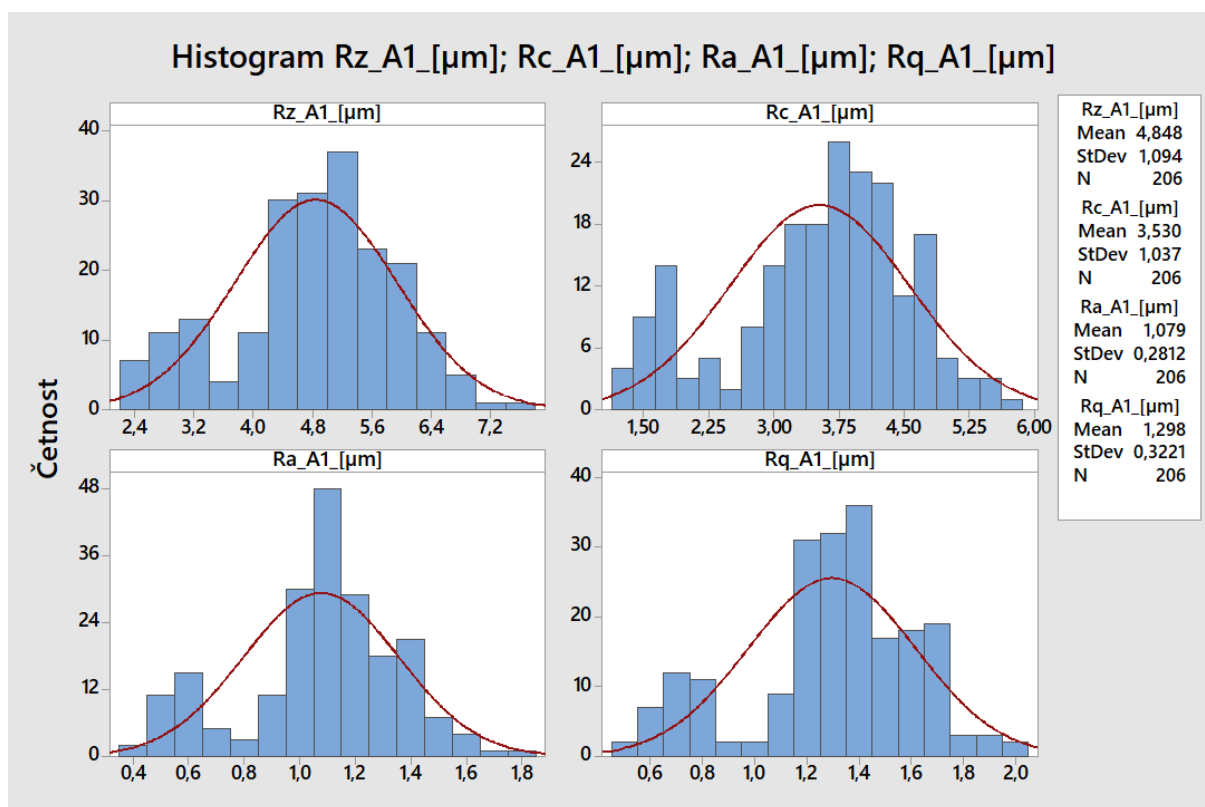 Histogram Rz_A1_[µm]; Rc_A1_[µm]; Ra_A1_[µm]; Rq_A1_[µm]
Četnost
Rz_A1_[µm]
40
30
20
10
0
2,4 3,2 4,0 4,8 5,6 6,4 7,2
Rc_A1_[µm]
24
18
12
6
0
1,50 2,25 3,00 3,75 4,50 5,25 6,00
Ra_A1_[µm]
48
36
24
12
0
0,4 0,6 0,8 1,0 1,2 1,4 1,6 1,8
Rq_A1_[µm]
40
30
20
10
0
0,6 0,8 1,0 1,2 1,4 1,6 1,8 2,0
Rz_A1_[µm]
Mean 4,848
StDev 1,094
N 206
Rc_A1_[µm]
Mean 3,530
StDev 1,037
N 206
Ra_A1_[µm]
Mean 1,079
StDev 0,2812
N 206
Rq_A1_[µm]
Mean 1,298
StDev 0,3221
N 206